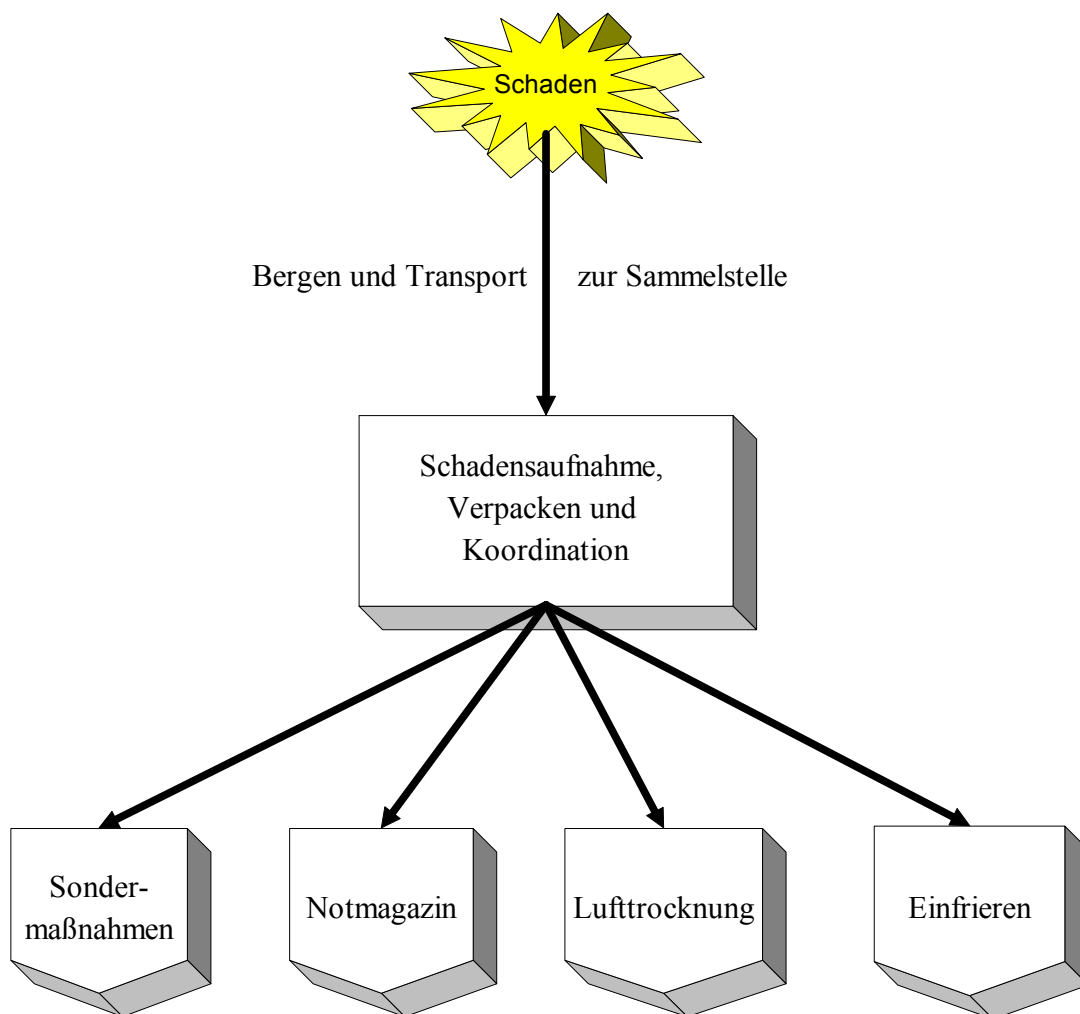 Schaden
Bergen und Transport zur Sammelstelle
Schadensaufnahme,
Verpacken und
Koordination
Sonder-
maßnahmen
Notmagazin
Lufttrocknung
Einfrieren